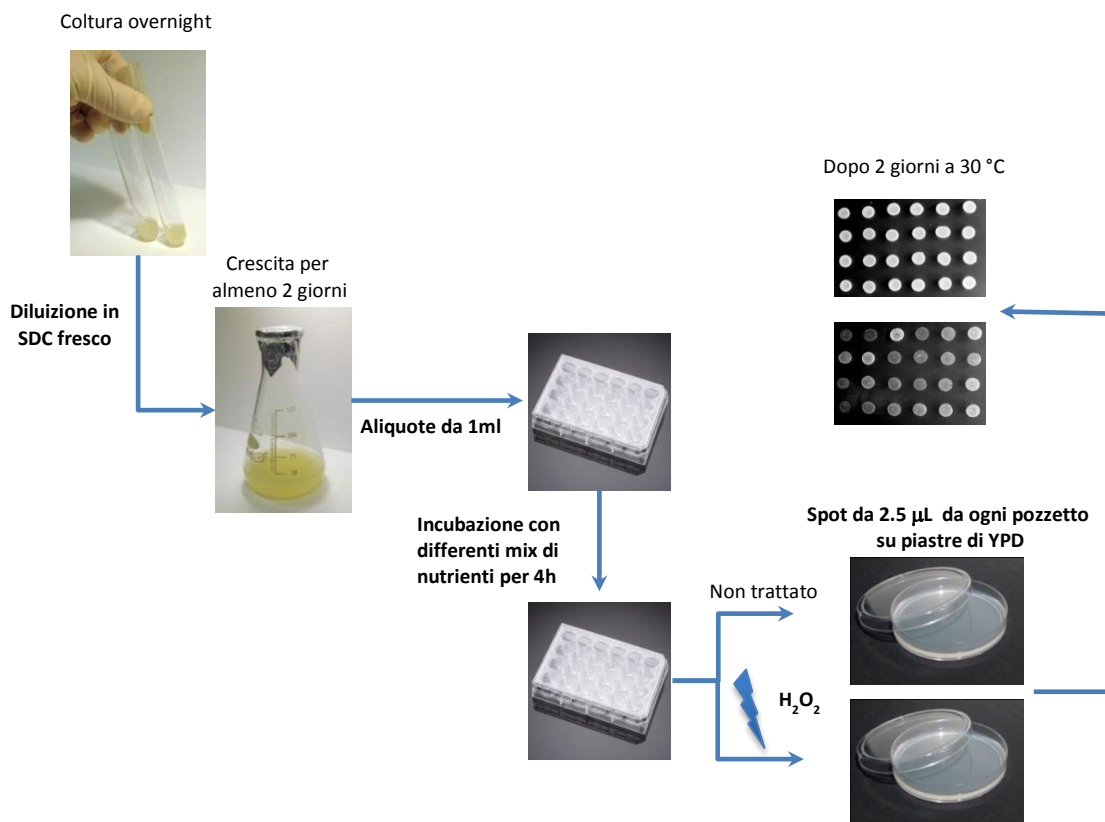 Coltura overnight
Diluizione in
SDC fresco
Crescita per
almeno 2 giorni
Aliquote da 1ml
Incubazione con
differenti mix di
nutrienti per 4h
Non trattato
H₂O₂
Spot da 2.5 µL da ogni pozzetto
su piastre di YPD
Dopo 2 giorni a 30 °C